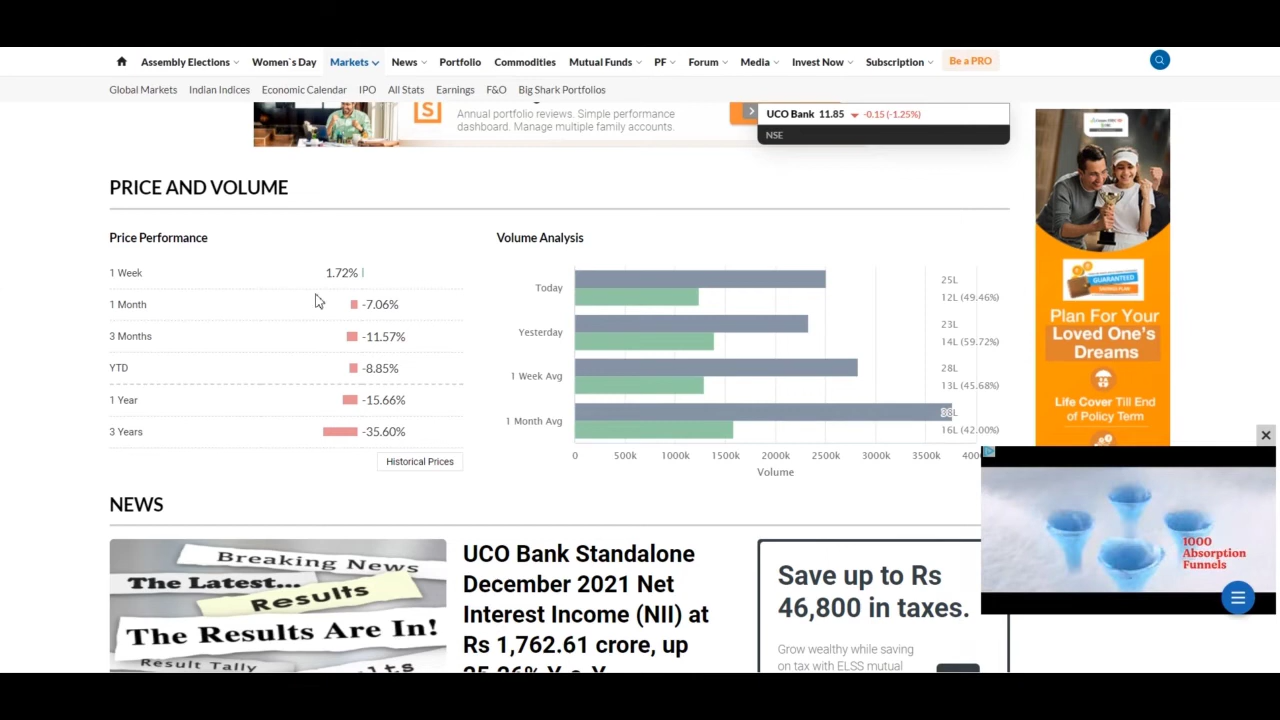 Assembly Elections Women`s Day Markets News Portfolio Commodities Mutual Funds PF Forum Media Invest Now Subscription Be a PRO
Global Markets Indian Indices Economic Calendar IPO All Stats Earnings F&O Big Shark Portfolios
S
Annual portfolio reviews. Simple performance
dashboard. Manage multiple family accounts.
UCO Bank 11.85 -0.15 (-1.25%)
NSE
PRICE AND VOLUME
Price Performance
1 Week 1.72%
1 Month -7.06%
3 Months -11.57%
YTD -8.85%
1 Year -15.66%
3 Years -35.60%
Historical Prices
Volume Analysis
Today 25L
12L (49.46%)
Yesterday 23L
14L (59.72%)
1 Week Avg 28L
13L (45.68%)
1 Month Avg 38L
16L (42.00%)
0 500k 1000k 1500k 2000k 2500k 3000k 3500k
Volume
GUARANTEED
Plan For Your
Loved One's
Dreams
Life Cover Till End
of Policy Term
1000
Absorption
Funnels
NEWS
Breaking News
The Latest...
Results
The Results Are In!
Result Tally
UCO Bank Standalone
December 2021 Net
Interest Income (NII) at
Rs 1,762.61 crore, up
Save up to Rs
46,800 in taxes.
Grow wealthy while saving
on tax with ELSS mutual